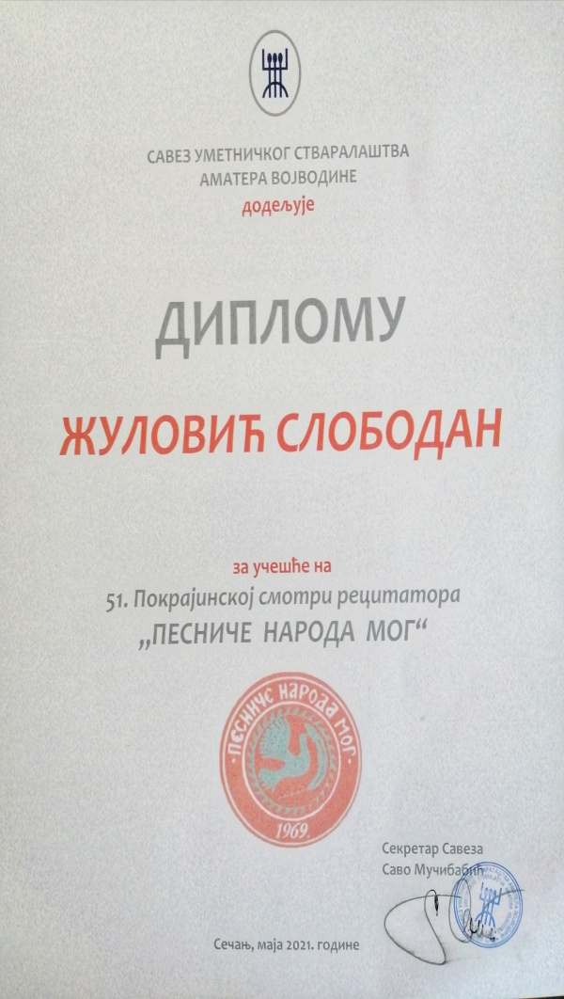 САВЕЗ УМЕТНИЧКОГ СТВАРАЛАШТВА
АМАТЕРА ВОЈВОДИНЕ
додељује
ДИПЛОМУ
ЖУЛОВИЋ СЛОБОДАН
за учешће на
51. Покрајинској смотри рецитатора
„ПЕСНИЧЕ НАРОДА МОГ“
ПЕСНИЧЕ НАРОДА МОГ
1969.
Секретар Савеза
Саво Мучибабић
Сечањ, маја 2021. године